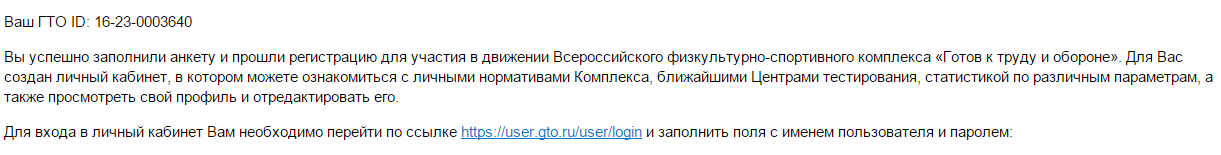 Ваш ГТО ID: 16-23-0003640
Вы успешно заполнили анкету и прошли регистрацию для участия в движении Всероссийского физкультурно-спортивного комплекса «Готов к труду и обороне». Для Вас
создан личный кабинет, в котором можете ознакомиться с личными нормативами Комплекса, ближайшими Центрами тестирования, статистикой по различным параметрам, а
также просмотреть свой профиль и отредактировать его.
Для входа в личный кабинет Вам необходимо перейти по ссылке https://user.gto.ru/user/login и заполнить поля с именем пользователя и паролем: